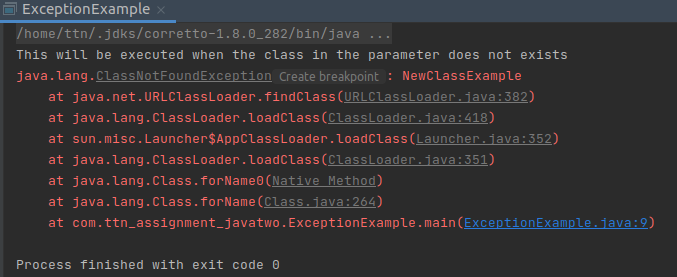 ExceptionExample ×
/home/ttn/.jdks/corretto-1.8.0_282/bin/java ...
This will be executed when the class in the parameter does not exists
java.lang.ClassNotFoundException Create breakpoint : NewClassExample
    at java.net.URLClassLoader.findClass(URLClassLoader.java:382)
    at java.lang.ClassLoader.loadClass(ClassLoader.java:418)
    at sun.misc.Launcher$AppClassLoader.loadClass(Launcher.java:352)
    at java.lang.ClassLoader.loadClass(ClassLoader.java:351)
    at java.lang.Class.forName0(Native Method)
    at java.lang.Class.forName(Class.java:264)
    at com.ttn_assignment_javatwo.ExceptionExample.main(ExceptionExample.java:9)
Process finished with exit code 0